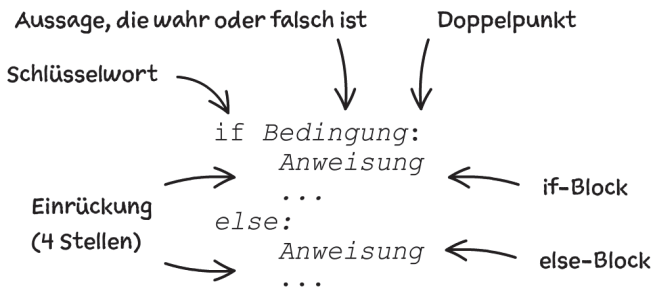 Aussage, die wahr oder falsch ist
Doppelpunkt
Schlüsselwort
if Bedingung:
Anweisung
...
else:
Anweisung
...
Einrückung
(4 Stellen)
if-Block
else-Block